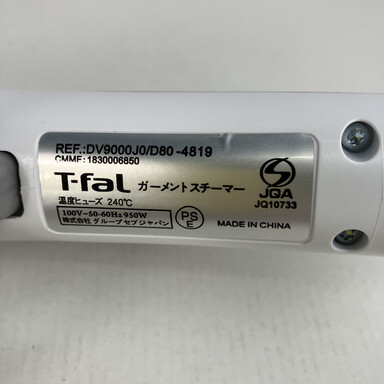 REF.:DV9000J0/D80 -4819
CMMF: 1830006850
T-faL ガーメントスチーマー
温度ヒューズ 240℃
100V~50-60Hz 950W
株式会社 グループ セブ ジャパン
PS
E
JQA
JQ10733
MADE IN CHINA